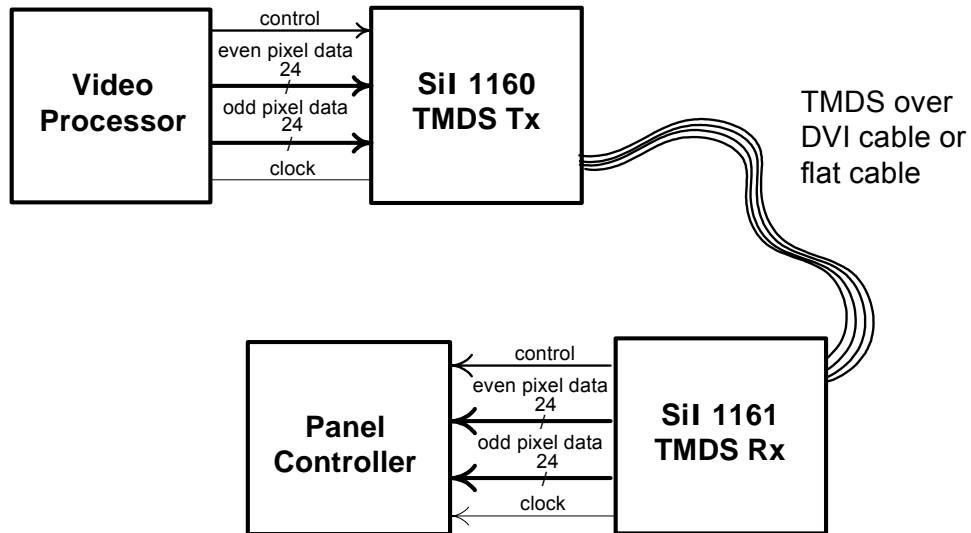 control
even pixel data
24
Video
Processor
odd pixel data
24
clock
SiI 1160
TMDS Tx
TMDS over
DVI cable or
flat cable
control
even pixel data
24
Panel
Controller
odd pixel data
24
clock
SiI 1161
TMDS Rx